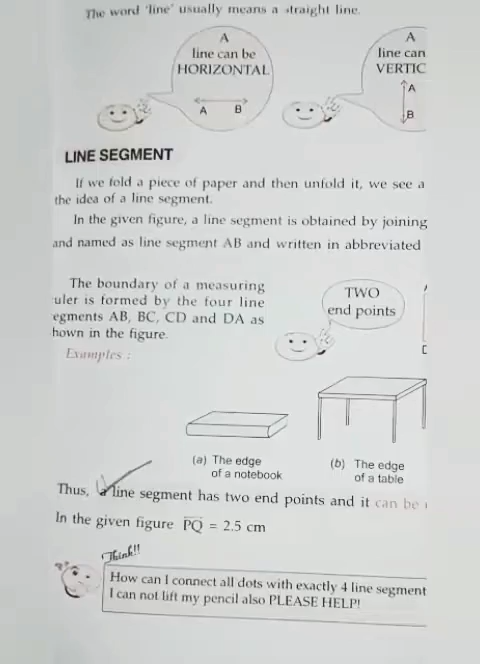 The word 'line' usually means a straight line.
A
line can be
HORIZONTAL
A B
A
line can
VERTIC
A
B
LINE SEGMENT
If we fold a piece of paper and then unfold it, we see a
the idea of a line segment.
In the given figure, a line segment is obtained by joining
and named as line segment AB and written in abbreviated
The boundary of a measuring
uler is formed by the four line
egments AB, BC, CD and DA as
hown in the figure.
TWO
end points
Examples :
(a) The edge
of a notebook
(b) The edge
of a table
Thus, a line segment has two end points and it can be
In the given figure PQ = 2.5 cm
Think!!
How can I connect all dots with exactly 4 line segment
I can not lift my pencil also PLEASE HELP!